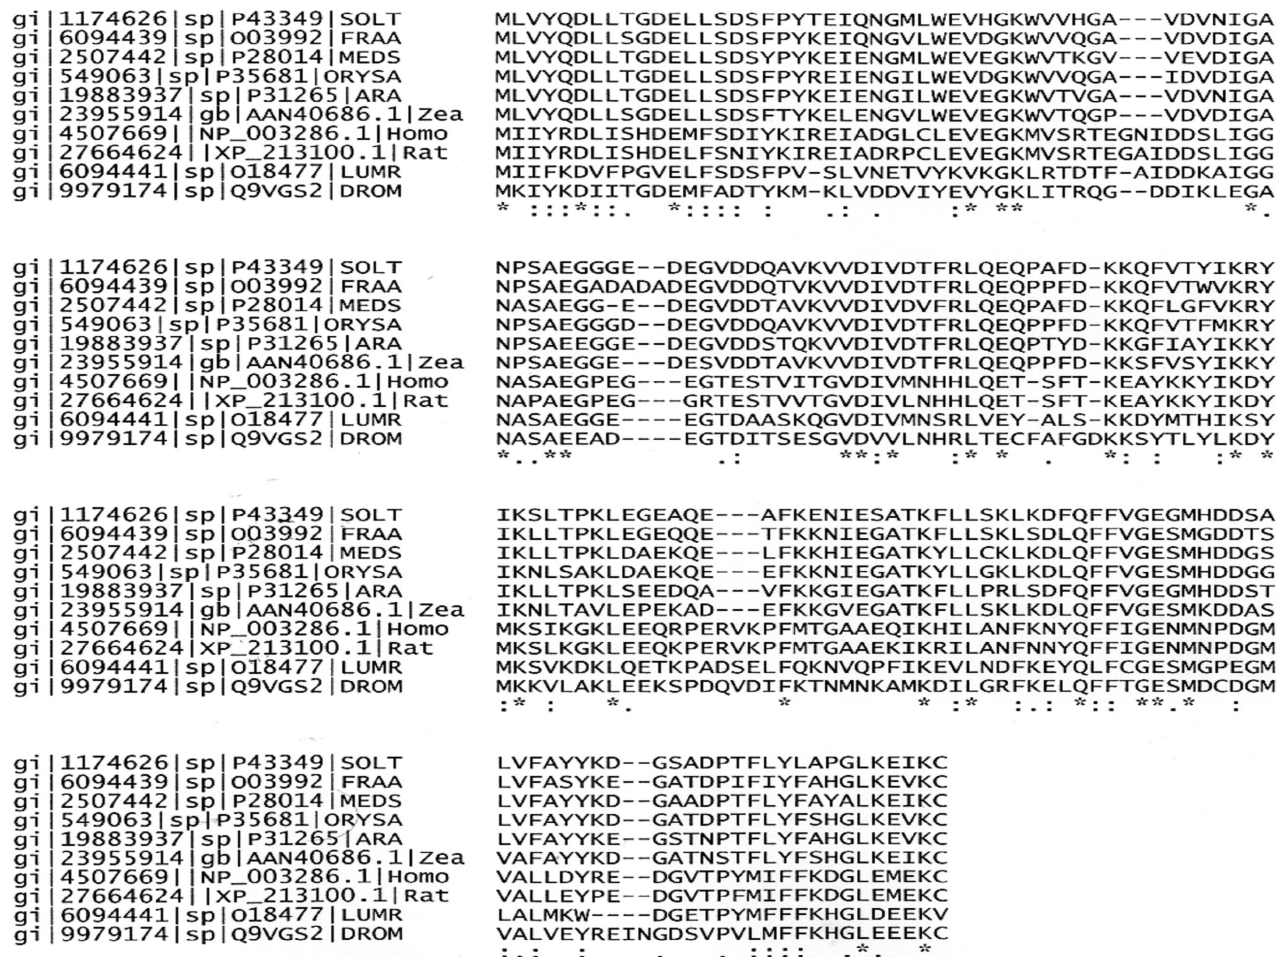 gi|1174626|sp|P43349|SOLT MLVYQDLLTGDELLSDSFPYTEIQNGMLWEVHGKWVVHGA---VDVNIGA
gi|6094439|sp|O03992|FRAA MLVYQDLLSGDELLSDSFPYKEIQNGVLWEVDGKWVVQGA---VDVDIGA
gi|2507442|sp|P28014|MEDS MLVYQDLLTGDELLSDSYPYKEIENGMLWEVEGKWVTKGV---VEVDIGA
gi|549063|sp|P35681|ORYSA MLVYQDLLTGDELLSDSFPYREIENGILWEVDGKWVVQGA---IDVDIGA
gi|19883937|sp|P31265|ARA MLVYQDLLTGDELLSDSFPYKEIENGILWEVEGKWVTVGA---VDVNIGA
gi|23955914|gb|AAN40686.1|Zea MLVYQDLLSGDELLSDSFTYKELENGVLWEVEGKWVTQGP---VDVDIGA
gi|4507669||NP_003286.1|Homo MIIYRDLISHDEMFSDIYKIREIADGLCLEVEGKMVSRTEGNIDDSLIGG
gi|27664624||XP_213100.1|Rat MIIYRDLISHDELFSNIYKIREIADRPCLEVEGKMVSRTEGAIDDSLIGG
gi|6094441|sp|O18477|LUMR MIIFKDVFPGVELFSDSFPV-SLVNETVYKVKGKLRTDTF-AIDDKAIGG
gi|9979174|sp|Q9VGS2|DROM MKIYKDIITGDEMFADTYKM-KLVDDVIYEVYGKLITRQG--DDIKLEGA
* :::*::. *:::: : .: . :* ** *.
gi|1174626|sp|P43349|SOLT NPSAEGGGE--DEGVDDQAVKVVDIVDTFRLQEQPAFD-KKQFVTYIKRY
gi|6094439|sp|O03992|FRAA NPSAEGADADADEGVDDQTVKVVDIVDTFRLQEQPPFD-KKQFVTWVKRY
gi|2507442|sp|P28014|MEDS NASAEGG-E--DEGVDDTAVKVVDIVDVFRLQEQPAFD-KKQFLGFVKRY
gi|549063|sp|P35681|ORYSA NPSAEGGGD--DEGVDDQAVKVVDIVDTFRLQEQPPFD-KKQFVTFMKRY
gi|19883937|sp|P31265|ARA NPSAEEGGE--DEGVDDSTQKVVDIVDTFRLQEQPTYD-KKGFIAYIKKY
gi|23955914|gb|AAN40686.1|Zea NPSAEGGE---DESVDDTAVKVVDIVDTFRLQEQPPFD-KKSFVSYIKKY
gi|4507669||NP_003286.1|Homo NASAEGPEG---EGTESTVITGVDIVMNHHLQET-SFT-KEAYKKYIKDY
gi|27664624||XP_213100.1|Rat NAPAEGPEG---GRTESTVVTGVDIVLNHHLQET-SFT-KEAYKKYIKDY
gi|6094441|sp|O18477|LUMR NASAEGGE----EGTDAASKQGVDIVMNSRLVEY-ALS-KKDYMTHIKSY
gi|9979174|sp|Q9VGS2|DROM NASAEEAD----EGTDITSESGVDVVLNHRLTECFAFGDKKSYTLYLKDY
*..** .: **:* :* * . *: : :* *
gi|1174626|sp|P43349|SOLT IKSLTPKLEGEAQE---AFKENIESATKFLLSKLKDFQFFVGEGMHDDSA
gi|6094439|sp|O03992|FRAA IKLLTPKLEGEQQE---TFKKNIEGATKFLLSKLSDLQFFVGESMGDDTS
gi|2507442|sp|P28014|MEDS IKLLTPKLDAEKQE---LFKKHIEGATKYLLCKLKDLQFFVGESMHDDGS
gi|549063|sp|P35681|ORYSA IKNLSAKLDAEKQE---EFKKNIEGATKYLLGKLKDLQFFVGESMHDDGG
gi|19883937|sp|P31265|ARA IKLLTPKLSEEDQA---VFKKGIEGATKFLLPRLSDFQFFVGEGMHDDST
gi|23955914|gb|AAN40686.1|Zea IKNLTAVLEPEKAD---EFKKGVEGATKFLLSKLKDLQFFVGESMKDDAS
gi|4507669||NP_003286.1|Homo MKSIKGKLEEQRPERVKPFMTGAAEQIKHILANFKNYQFFIGENMNPDGM
gi|27664624|XP_213100.1|Rat MKSLKGKLEEQKPERVKPFMTGAAEKIKRILANFNNYQFFIGENMNPDGM
gi|6094441|sp|O18477|LUMR MKSVKDKLQETKPADSELFQKNVQPFIKEVLNDFKEYQLFCGESMGPEGM
gi|9979174|sp|Q9VGS2|DROM MKKVLAKLEEKSPDQVDIFKTNMNKAMKDILGRFKELQFFTGESMDCDGM
:* : *. * * :* :.: *:: **.* :
gi|1174626|sp|P43349|SOLT LVFAYYKD--GSADPTFLYLAPGLKEIKC
gi|6094439|sp|O03992|FRAA LVFASYKE--GATDPIFIYFAHGLKEVKC
gi|2507442|sp|P28014|MEDS LVFAYYKD--GAADPTFLYFAYALKEIKC
gi|549063|sp|P35681|ORYSA LVFAYYKD--GATDPTFLYFSHGLKEVKC
gi|19883937|sp|P31265|ARA LVFAYYKE--GSTNPTFLYFAHGLKEVKC
gi|23955914|gb|AAN40686.1|Zea VAFAYYKD--GATNSTFLYFSHGLKEIKC
gi|4507669||NP_003286.1|Homo VALLDYRE--DGVTPYMIFFKDGLEMEKC
gi|27664624||XP_213100.1|Rat VALLEYPE--DGVTPFMIFFKDGLEMEKC
gi|6094441|sp|O18477|LUMR LALMKW----DGETPYMFFFKHGLDEEKV
gi|9979174|sp|Q9VGS2|DROM VALVEYREINGDSVPVLMFFKHGLEEEKC
:.: : . . :::: .*. *